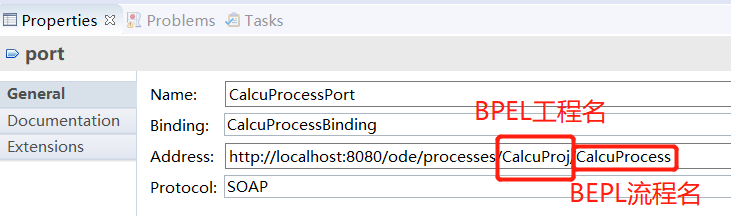 Properties Problems Tasks
port
General
Documentation
Extensions
Name: CalcuProcessPort
BPEL工程名
Binding: CalcuProcessBinding
Address: http://localhost:8080/ode/processes/CalcuProj/CalcuProcess
Protocol: SOAP
BEPL流程名